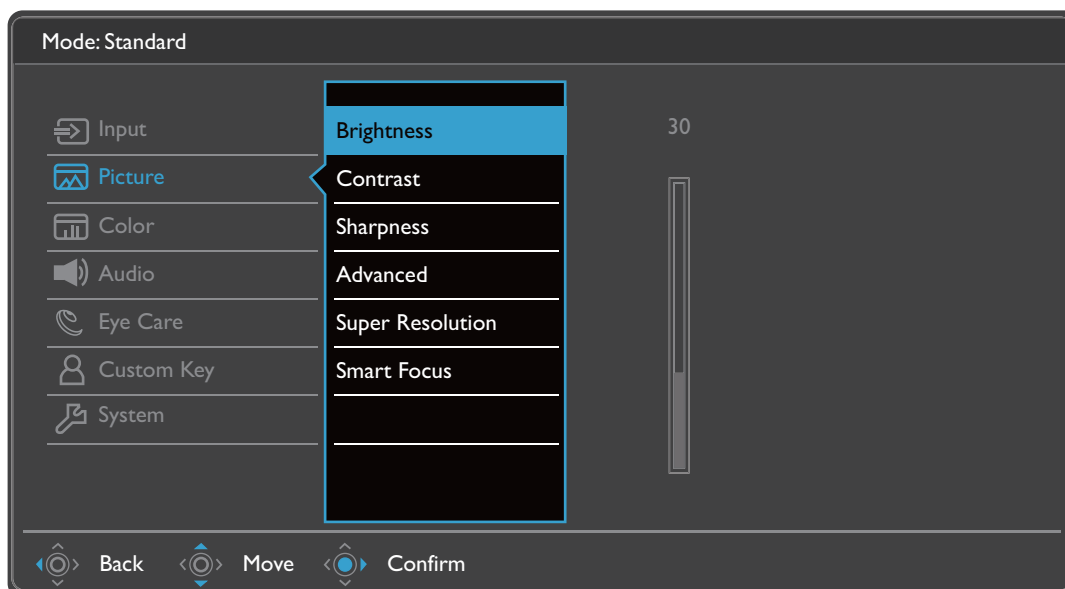 Mode: Standard
Input
Picture
Color
Audio
Eye Care
Custom Key
System
Brightness
Contrast
Sharpness
Advanced
Super Resolution
Smart Focus
30
Back Move Confirm